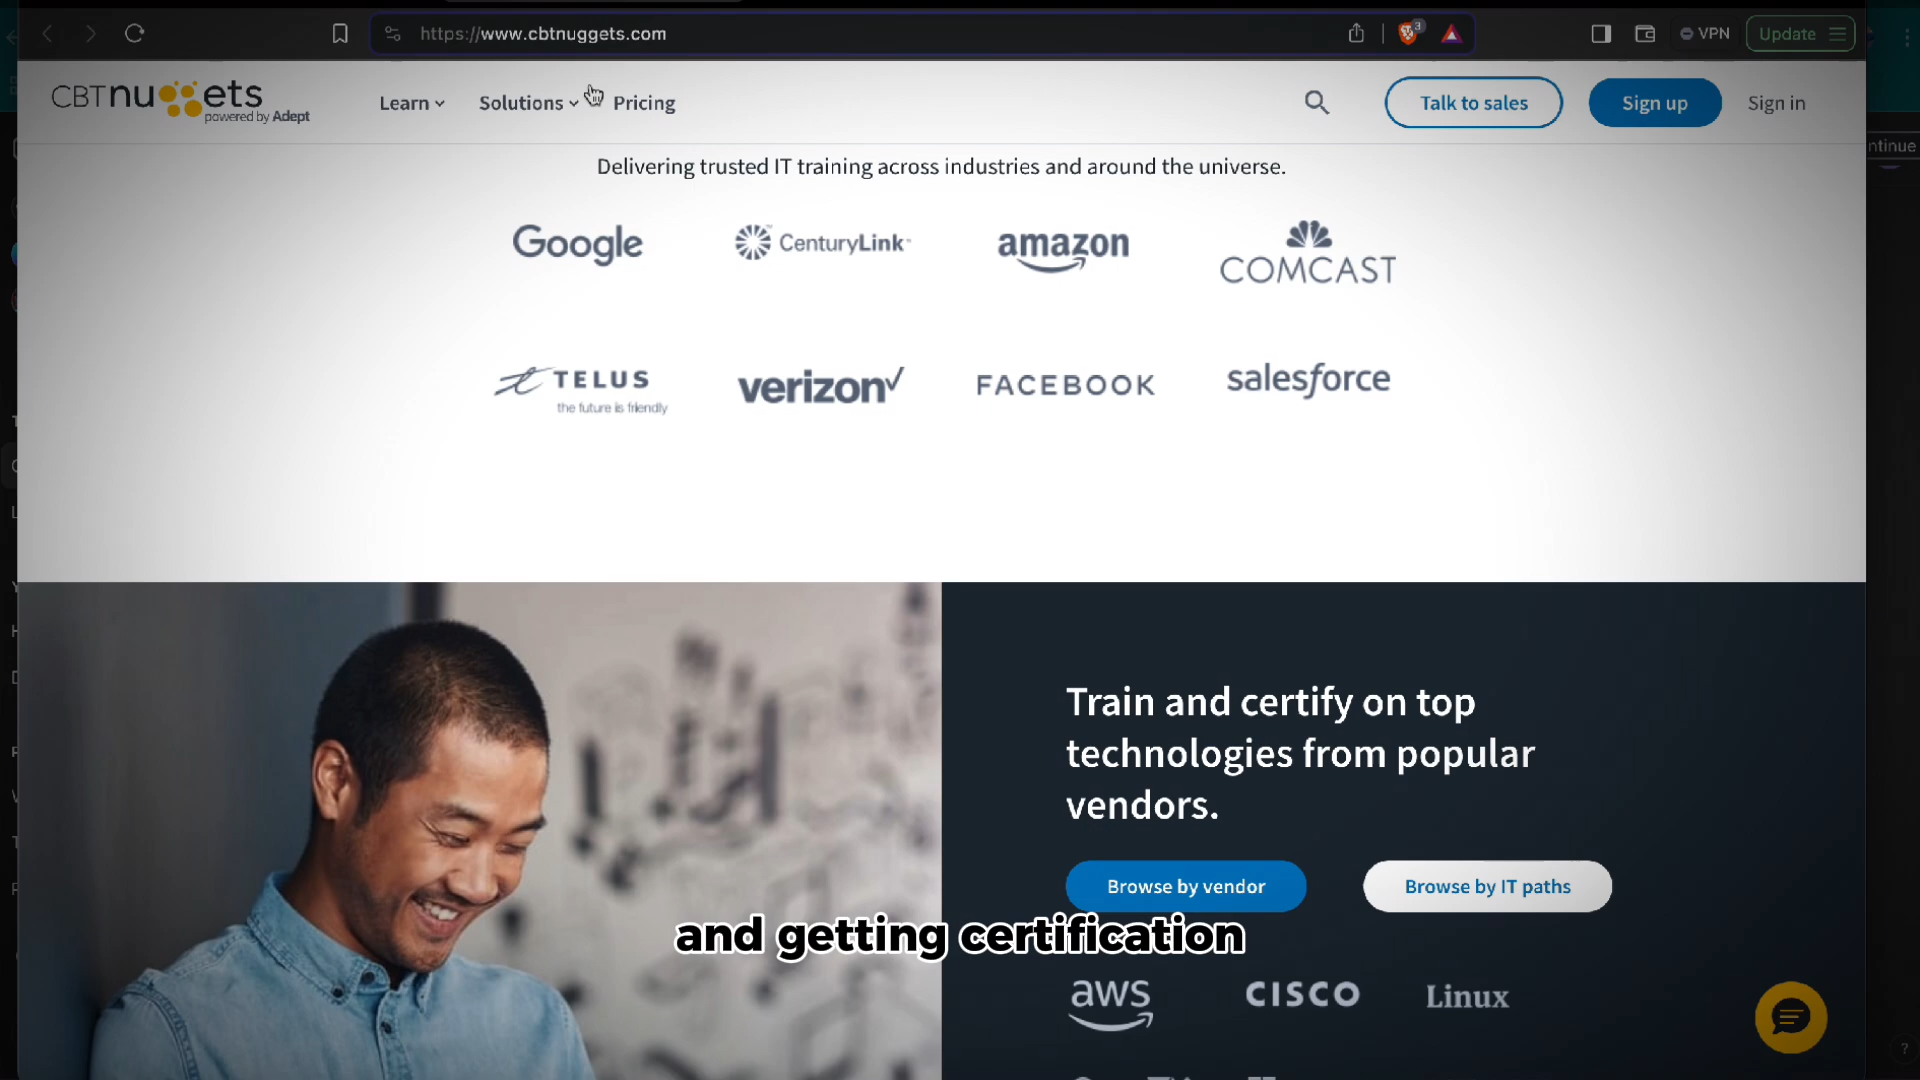 https://www.cbtnuggets.com
3
VPN
Update
CBTnuggets
powered by Adept
Learn
Solutions
Pricing
Talk to sales
Sign up
Sign in
ntinue
Delivering trusted IT training across industries and around the universe.
Google
CenturyLink
amazon
COMCAST
TELUS
the future is friendly
verizon
FACEBOOK
salesforce
Train and certify on top
technologies from popular
vendors.
Browse by vendor
Browse by IT paths
and getting certification
aws
CISCO
Linux
?